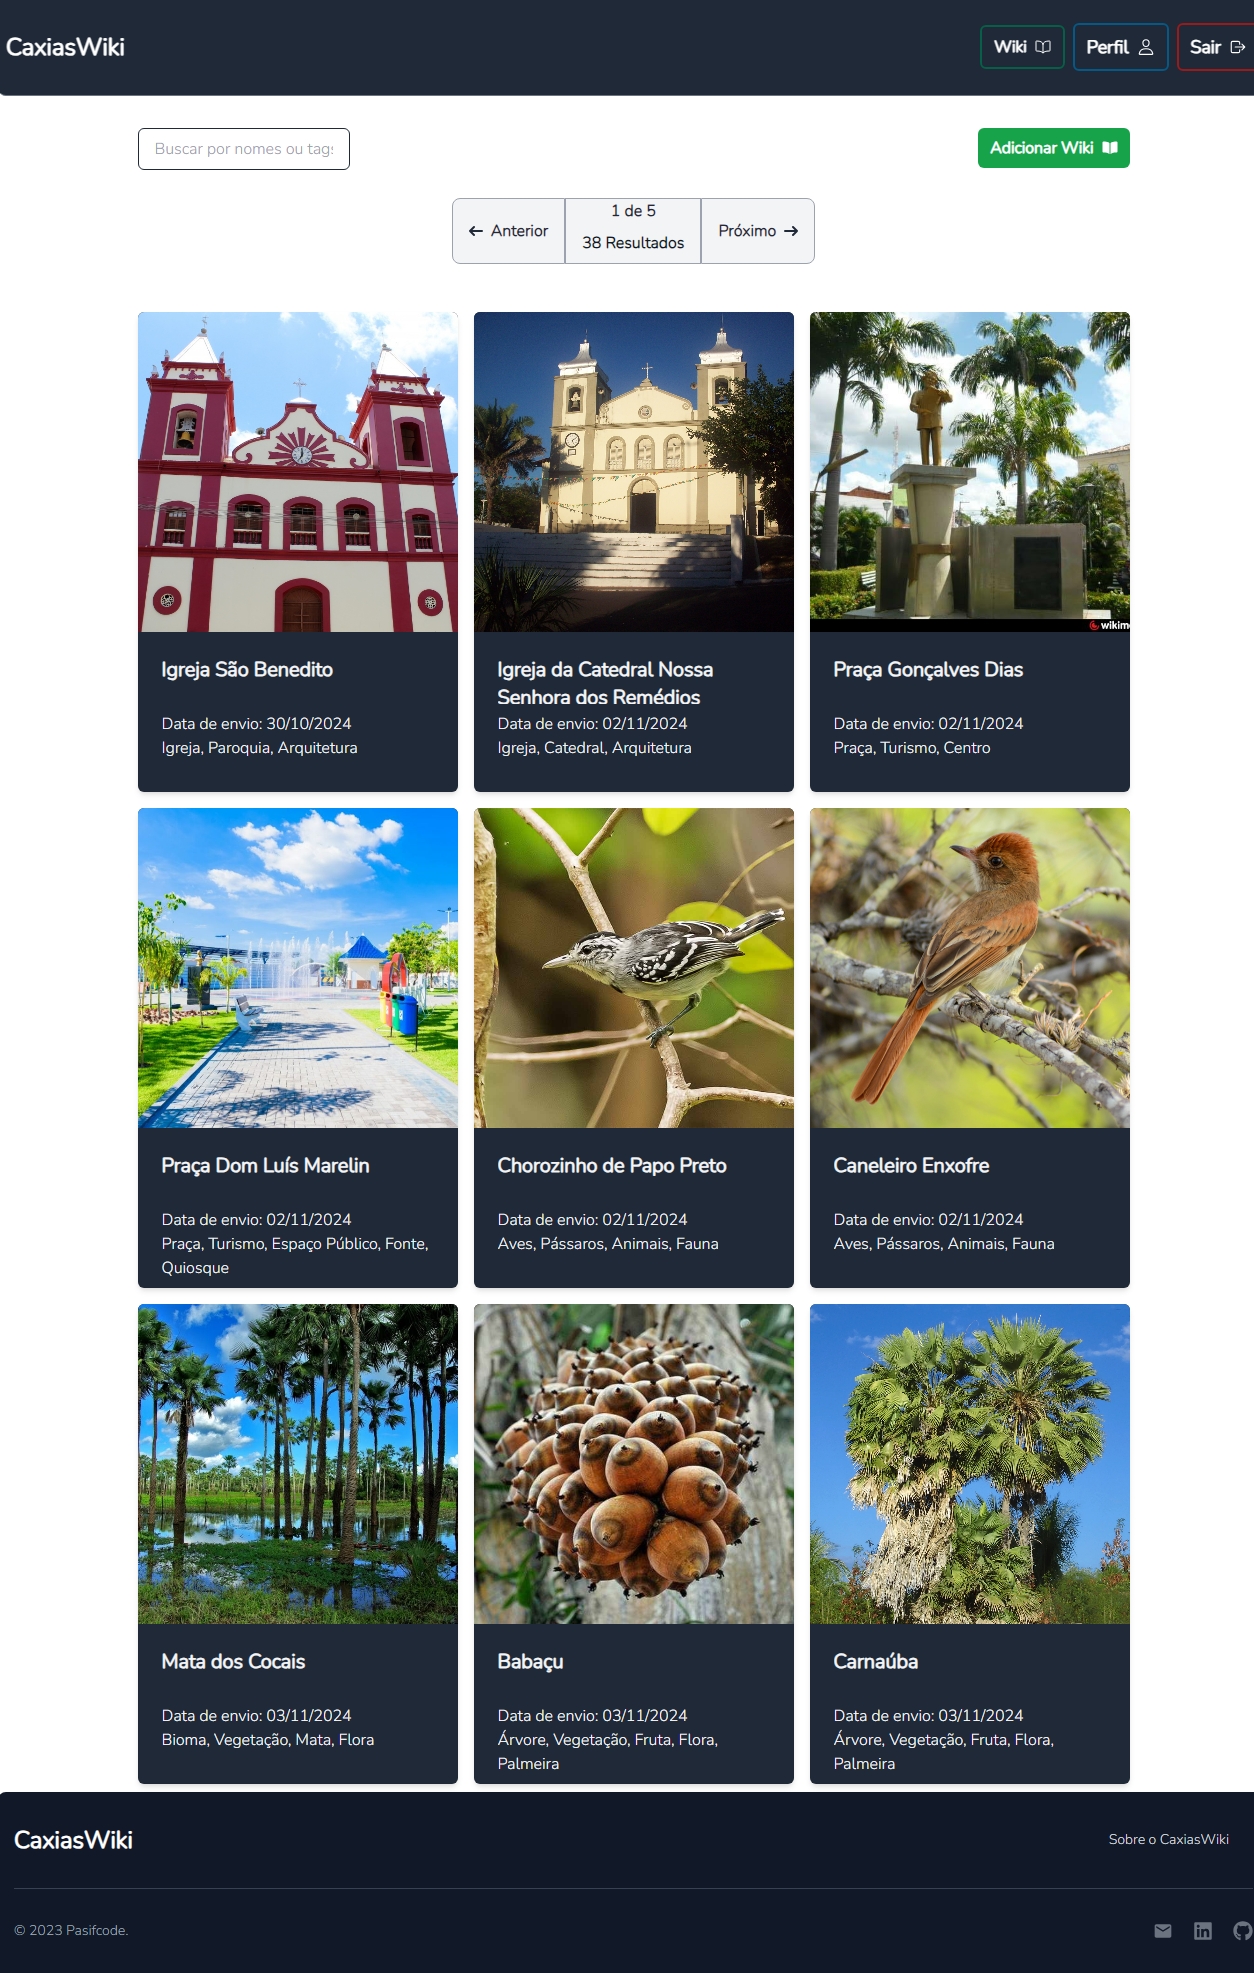 CaxiasWiki
Wiki
Perfil
Sair
Buscar por nomes ou tags
Adicionar Wiki
Anterior
1 de 5
38 Resultados
Próximo
wikim
Igreja São Benedito
Data de envio: 30/10/2024
Igreja, Paroquia, Arquitetura
Igreja da Catedral Nossa
Senhora dos Remédios
Data de envio: 02/11/2024
Igreja, Catedral, Arquitetura
Praça Gonçalves Dias
Data de envio: 02/11/2024
Praça, Turismo, Centro
Praça Dom Luís Marelin
Data de envio: 02/11/2024
Praça, Turismo, Espaço Público, Fonte,
Quiosque
Chorozinho de Papo Preto
Data de envio: 02/11/2024
Aves, Pássaros, Animais, Fauna
Caneleiro Enxofre
Data de envio: 02/11/2024
Aves, Pássaros, Animais, Fauna
Mata dos Cocais
Data de envio: 03/11/2024
Bioma, Vegetação, Mata, Flora
Babaçu
Data de envio: 03/11/2024
Árvore, Vegetação, Fruta, Flora,
Palmeira
Carnaúba
Data de envio: 03/11/2024
Árvore, Vegetação, Fruta, Flora,
Palmeira
CaxiasWiki
Sobre o CaxiasWiki
© 2023 Pasifcode.